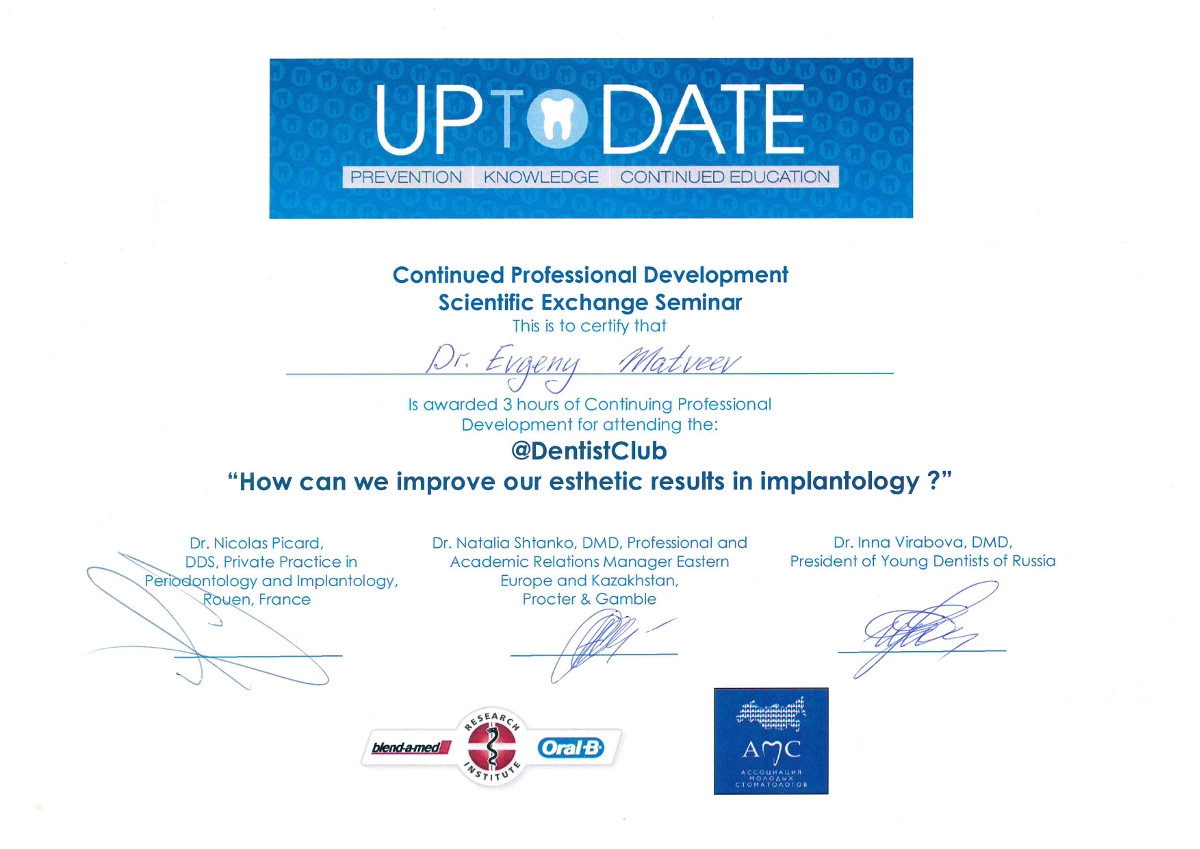 UPTODATE
PREVENTION KNOWLEDGE CONTINUED EDUCATION
Continued Professional Development
Scientific Exchange Seminar
This is to certify that
Dr. Evgeny Matveev
Is awarded 3 hours of Continuing Professional
Development for attending the:
@DentistClub
“How can we improve our esthetic results in implantology ?”
Dr. Nicolas Picard,
DDS, Private Practice in
Periodontology and Implantology,
Rouen, France
Dr. Natalia Shtanko, DMD, Professional and
Academic Relations Manager Eastern
Europe and Kazakhstan,
Procter & Gamble
Dr. Inna Virabova, DMD,
President of Young Dentists of Russia
blend-a-med
RESEARCH
INSTITUTE
Oral-B
АМС
АССОЦИАЦИЯ
МОЛОДЫХ
СТОМАТОЛОГОВ